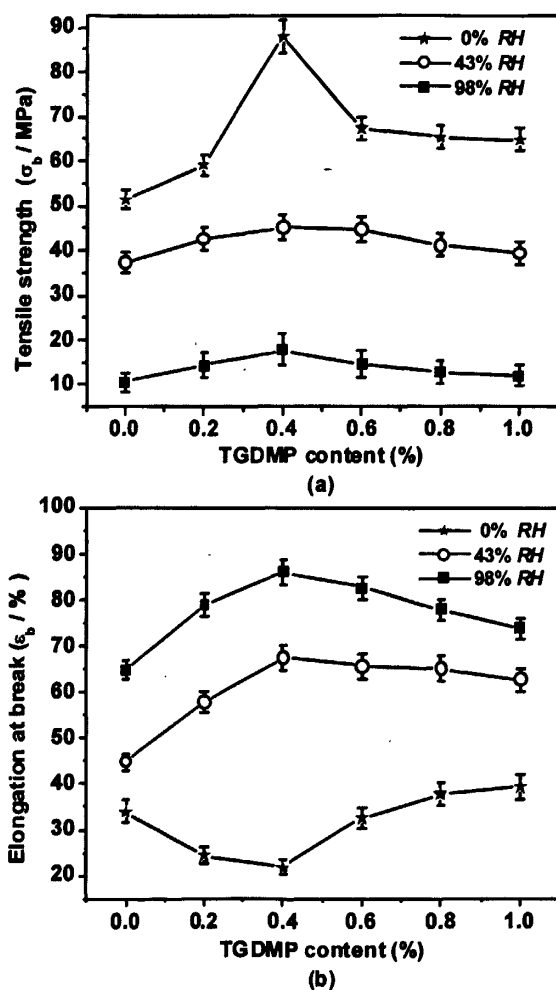 90
80
70
60
50
40
30
20
10
Tensile strength (σb / MPa)
0% RH
43% RH
98% RH
0.0 0.2 0.4 0.6 0.8 1.0
TGDMP content (%)
(a)
100
90
80
70
60
50
40
30
20
Elongation at break (εb / %)
0% RH
43% RH
98% RH
0.0 0.2 0.4 0.6 0.8 1.0
TGDMP content (%)
(b)